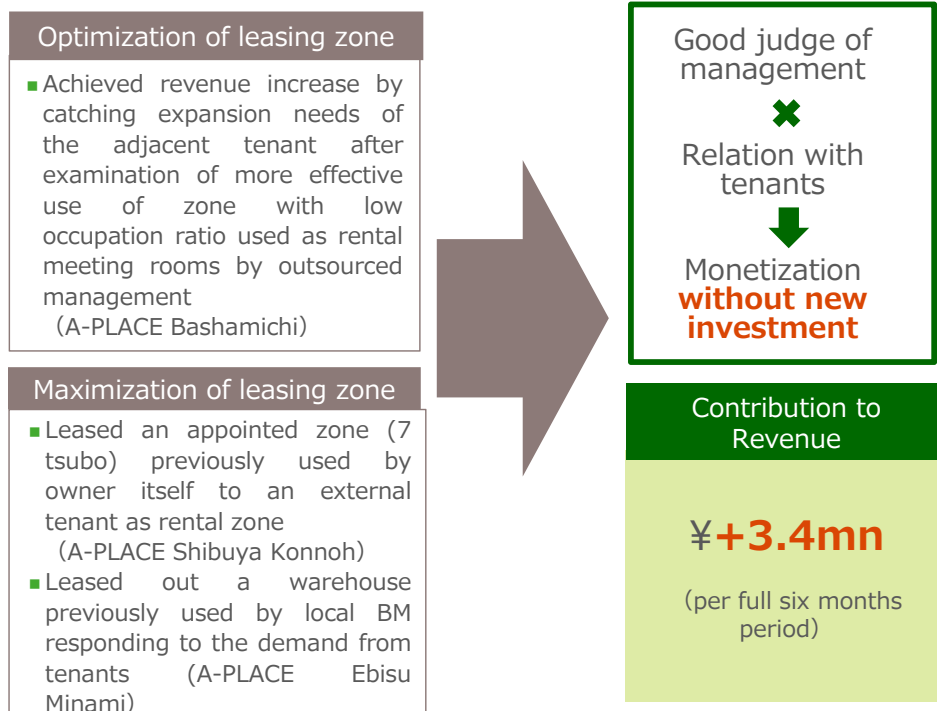 Optimization of leasing zone
■Achieved revenue increase by
catching expansion needs of
the adjacent tenant after
examination of more effective
use of zone with low
occupation ratio used as rental
meeting rooms by outsourced
management
（A-PLACE Bashamichi）
Maximization of leasing zone
■Leased an appointed zone (7
tsubo) previously used by
owner itself to an external
tenant as rental zone
（A-PLACE Shibuya Konnoh）
■Leased out a warehouse
previously used by local BM
responding to the demand from
tenants (A-PLACE Ebisu
Minami)
Good judge of
management
✖
Relation with
tenants
Monetization
without new
investment
Contribution to
Revenue
¥+3.4mn
（per full six months
period）